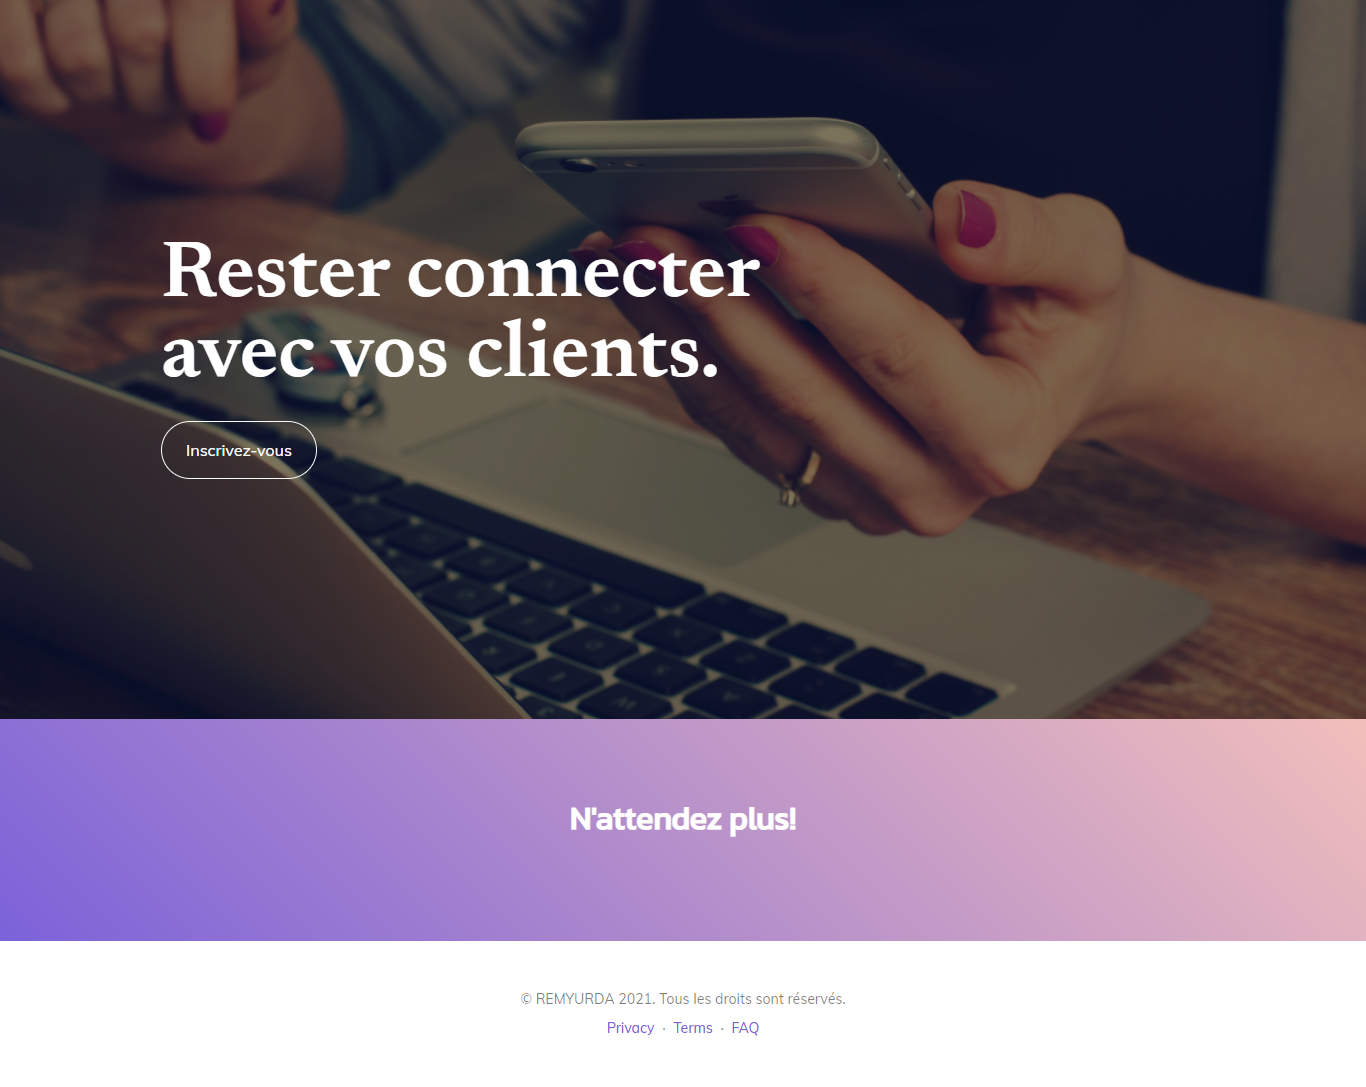 Rester connecter
avec vos clients.
Inscrivez-vous
N'attendez plus!
© REMYURDA 2021. Tous les droits sont réservés.
Privacy · Terms · FAQ